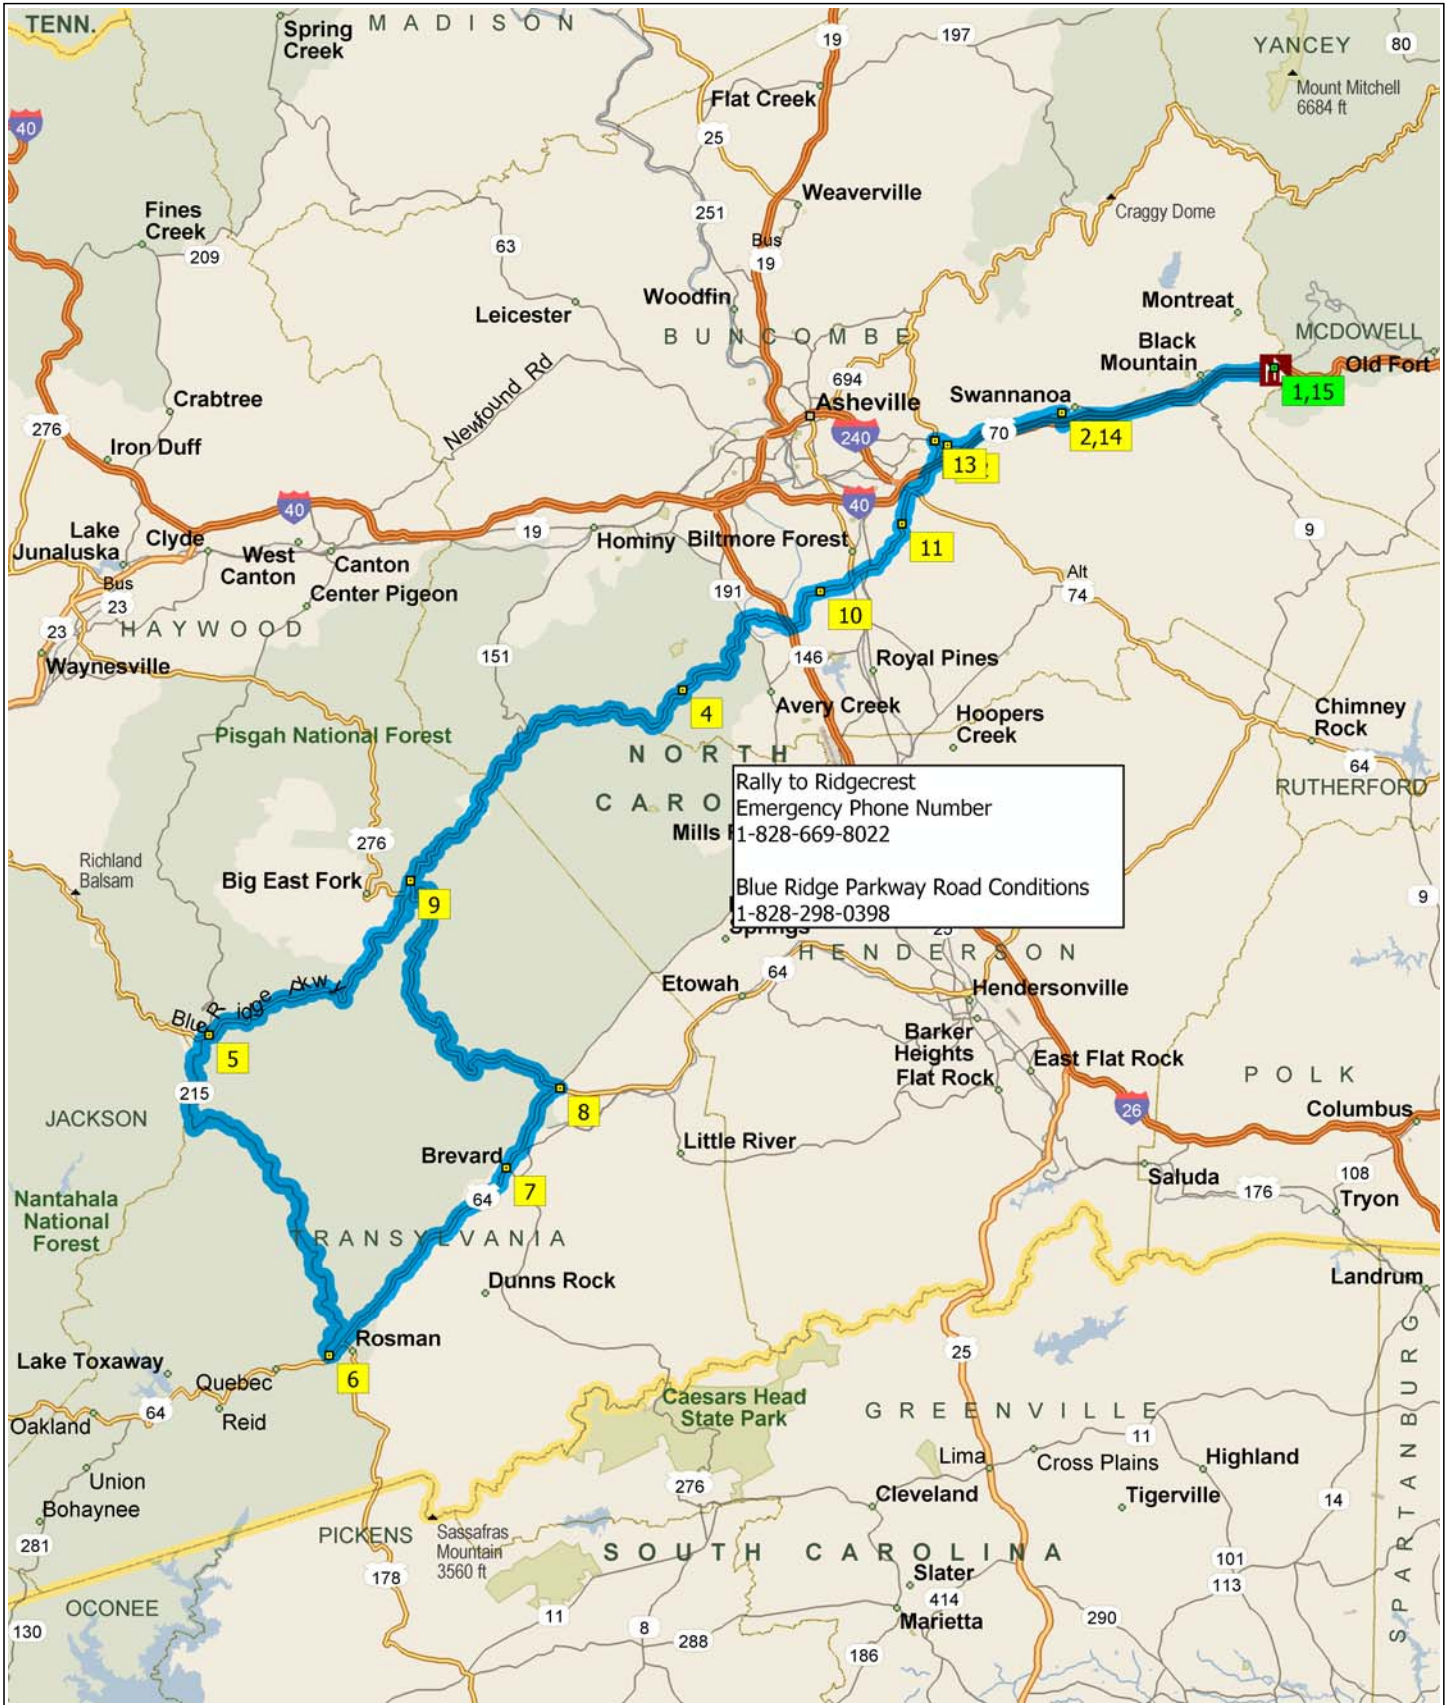 TENN.
Spring
Creek
MADISON
19
197
YANCEY
80
Mount Mitchell
6684 ft
Flat Creek
40
25
Weaverville
251
Craggy Dome
Fines
Creek
209
63
Bus
19
Woodfin
Leicester
Montreat
BUNCOMBE
MCDOWELL
Black
Mountain
Old Fort
1,15
694
Newfound Rd
Swannanoa
Crabtree
Asheville
276
240
70
2,14
Iron Duff
13
40
40
Lake
Junaluska
Clyde
19
Hominy
Biltmore Forest
9
West
Canton
Canton
11
Bus
23
Center Pigeon
191
Alt
74
10
23
HAYWOOD
151
146
Royal Pines
Waynesville
4
Avery Creek
Hoopers
Creek
Chimney
Rock
Pisgah National Forest
NORTH
64
RUTHERFORD
CARO
Rally to Ridgecrest
Emergency Phone Number
1-828-669-8022
Blue Ridge Parkway Road Conditions
1-828-298-0398
Mills
276
Richland
Balsam
Big East Fork
9
9
Springs
25
HENDERSON
64
Etowah
Hendersonville
Blue Ridge Pkwy
Barker
Heights
5
East Flat Rock
Flat Rock
POLK
215
26
8
Columbus
JACKSON
Little River
Brevard
Saluda
108
7
64
176
Tryon
Nantahala
National
Forest
TRANSYLVANIA
Dunns Rock
Landrum
Rosman
25
Lake Toxaway
6
Quebec
Caesars Head
State Park
SPARTANBURG
64
Reid
GREENVILLE
Oakland
11
Lima
Cross Plains
Highland
Union
276
Bohaynee
Cleveland
Tigerville
14
PICKENS
Sassafras
Mountain
3560 ft
281
SOUTH CAROLINA
101
178
Slater
113
414
OCONEE
11
Marietta
290
130
8
288
186